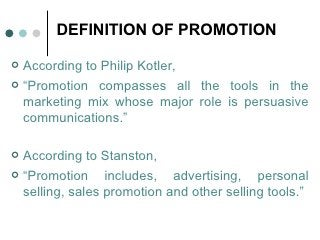 DEFINITION OF PROMOTION
According to Philip Kotler,
“Promotion compasses all the tools in the
marketing mix whose major role is persuasive
communications.”
According to Stanston,
“Promotion includes, advertising, personal
selling, sales promotion and other selling tools.”